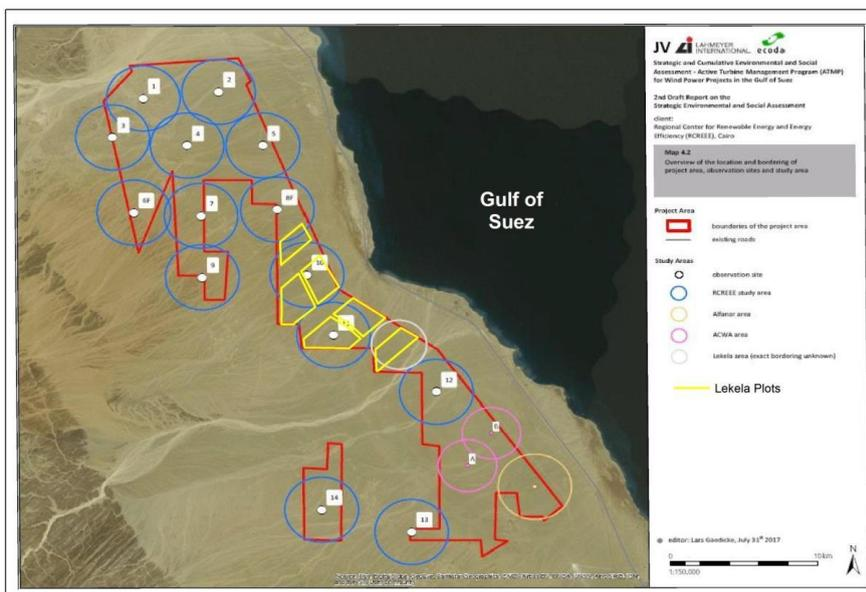 1
2
3
4
5
6F
7
8F
9
10
12
B
A
14
13
Gulf of
Suez
JV LAHMEYER
INTERNATIONAL
ecoda
Strategic and Cumulative Environmental and Social
Assessment - Active Turbine Management Program (ATMP)
for Wind Power Projects in the Gulf of Suez
2nd Draft Report on the
Strategic Environmental and Social Assessment
client:
Regional Center for Renewable Energy and Energy
Efficiency (RCREEE), Cairo
Map 4.2
Overview of the location and bordering of
project area, observation sites and study area
Project Area
boundaries of the project area
existing roads
Study Areas
observation site
RCREEE study area
Alfanar area
ACWA area
Lekela area (exact bordering unknown)
Lekela Plots
editor: Lars Gaedicke, July 31st 2017
0 10 km
1:150,000
N